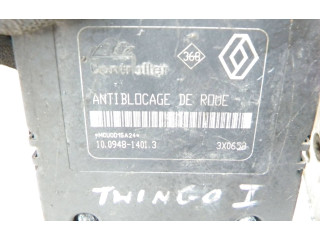 controller
368
ANTIBLOCAGE DE ROUE
10.0948-1401.3
3X0653
TWINGO I